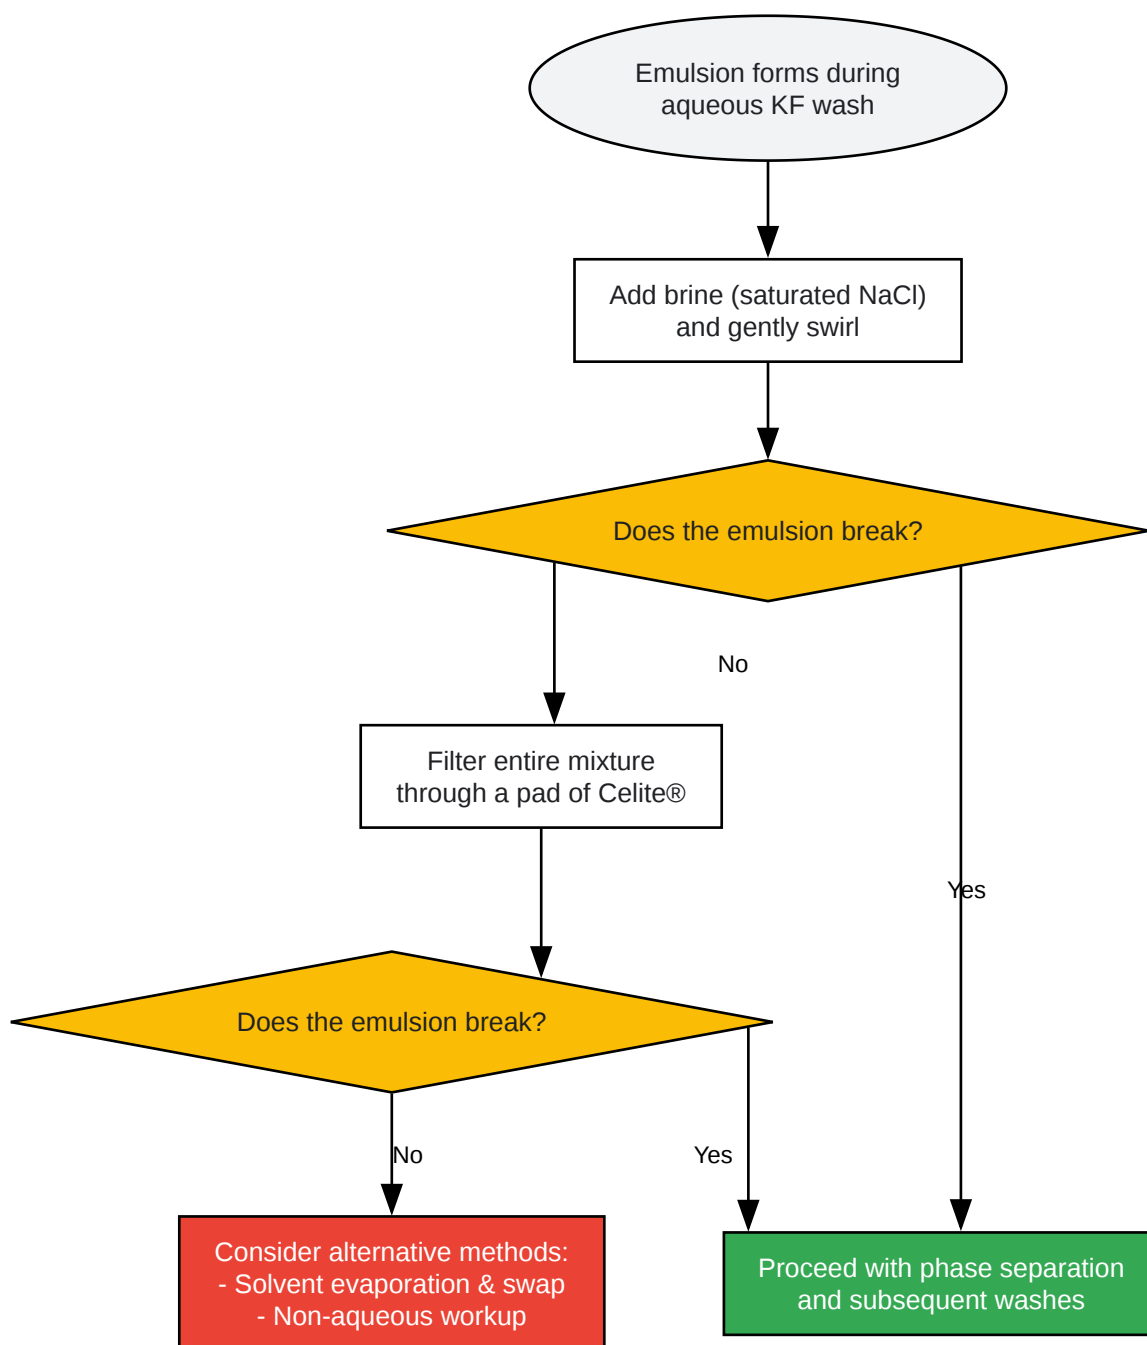 Emulsion forms during
aqueous KF wash
Add brine (saturated NaCl)
and gently swirl
Does the emulsion break?
No
Filter entire mixture
through a pad of Celite®
Yes
Does the emulsion break?
No
Yes
Consider alternative methods:
- Solvent evaporation & swap
- Non-aqueous workup
Proceed with phase separation
and subsequent washes